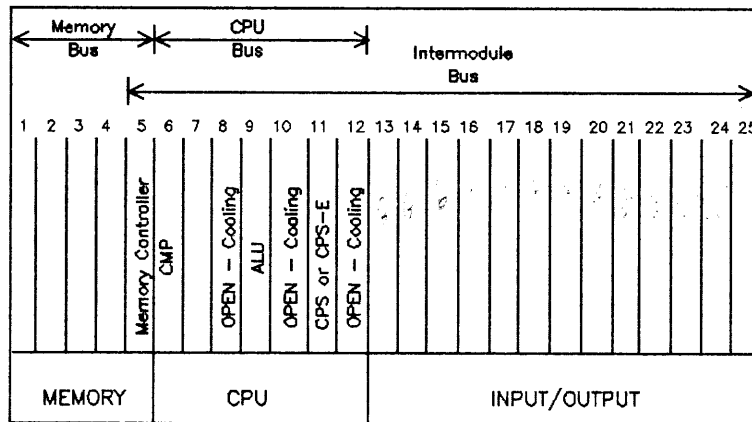 Memory Bus
CPU Bus
Intermodule Bus
1 2 3 4 5 6 7 8 9 10 11 12 13 14 15 16 17 18 19 20 21 22 23 24 25
Memory Controller
CMP
OPEN - Cooling
ALU
OPEN - Cooling
CPS or CPS-E
OPEN - Cooling
MEMORY CPU INPUT/OUTPUT